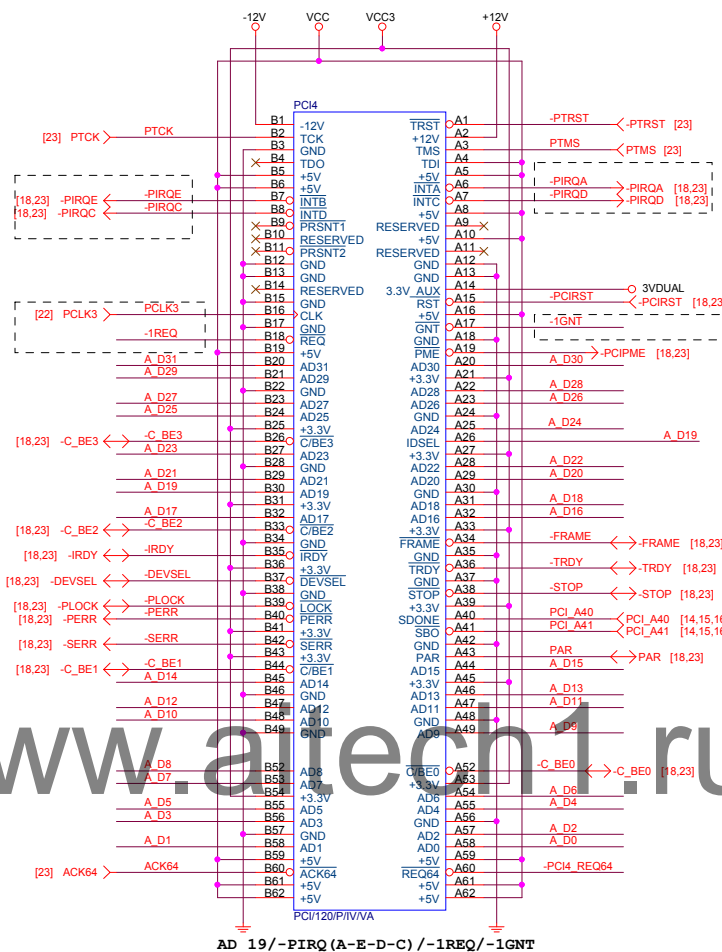 -12V VCC VCC3 +12V
PCI4
B1 -12V TRST A1 -PTRST -PTRST [23]
[23] PTCK PTCK B2 TCK +12V A2
B3 GND TMS A3 PTMS PTMS [23]
B4 TDO TDI A4
B5 +5V +5V A5
B6 +5V INTA A6 -PIRQA -PIRQA [18,23]
[18,23] -PIRQE -PIRQE B7 INTB INTC A7 -PIRQD -PIRQD [18,23]
[18,23] -PIRQC -PIRQC B8 INTD +5V A8
B9 PRSNT1 RESERVED A9
B10 RESERVED +5V A10
B11 PRSNT2 RESERVED A11
B12 GND GND A12
B13 GND GND A13
B14 RESERVED 3.3V_AUX A14 3VDUAL
B15 GND RST A15 -PCIRST -PCIRST [18,23
[22] PCLK3 PCLK3 B16 CLK +5V A16
B17 GND GNT A17 -1GNT
-1REQ B18 REQ GND A18
B19 +5V PME A19 -PCIPME [18,23]
A_D31 B20 AD31 AD30 A20 A_D30
A_D29 B21 AD29 +3.3V A21
B22 GND AD28 A22 A_D28
A_D27 B23 AD27 AD26 A23 A_D26
A_D25 B24 AD25 GND A24
B25 +3.3V AD24 A25 A_D24
[18,23] -C_BE3 -C_BE3 B26 C/BE3 IDSEL A26 A_D19
A_D23 B27 AD23 +3.3V A27
B28 GND AD22 A28 A_D22
A_D21 B29 AD21 AD20 A29 A_D20
A_D19 B30 AD19 GND A30
B31 +3.3V AD18 A31 A_D18
A_D17 B32 AD17 AD16 A32 A_D16
[18,23] -C_BE2 -C_BE2 B33 C/BE2 +3.3V A33
B34 GND FRAME A34 -FRAME -FRAME [18,23]
[18,23] -IRDY -IRDY B35 IRDY GND A35
B36 +3.3V TRDY A36 -TRDY -TRDY [18,23]
[18,23] -DEVSEL -DEVSEL B37 DEVSEL GND A37
B38 GND STOP A38 -STOP -STOP [18,23]
[18,23] -PLOCK -PLOCK B39 LOCK +3.3V A39
[18,23] -PERR -PERR B40 PERR SDONE A40 PCI_A40 PCI_A40 [14,15,16
B41 +3.3V SBO A41 PCI_A41 PCI_A41 [14,15,16
[18,23] -SERR -SERR B42 SERR GND A42
B43 +3.3V PAR A43 PAR PAR [18,23]
[18,23] -C_BE1 -C_BE1 B44 C/BE1 AD15 A44 A_D15
A_D14 B45 AD14 +3.3V A45
B46 GND AD13 A46 A_D13
A_D12 B47 AD12 AD11 A47 A_D11
A_D10 B48 AD10 GND A48
B49 GND AD9 A49 A_D9
www.aitech1.ru
A_D8 B52 AD8 C/BE0 A52 -C_BE0 -C_BE0 [18,23]
A_D7 B53 AD7 +3.3V A53
B54 +3.3V AD6 A54 A_D6
A_D5 B55 AD5 AD4 A55 A_D4
A_D3 B56 AD3 GND A56
B57 GND AD2 A57 A_D2
A_D1 B58 AD1 AD0 A58 A_D0
B59 +5V +5V A59
[23] ACK64 ACK64 B60 ACK64 REQ64 A60 -PCI4_REQ64
B61 +5V +5V A61
B62 +5V +5V A62
PCI/120/P/IV/VA
AD 19/-PIRQ(A-E-D-C)/-1REQ/-1GNT